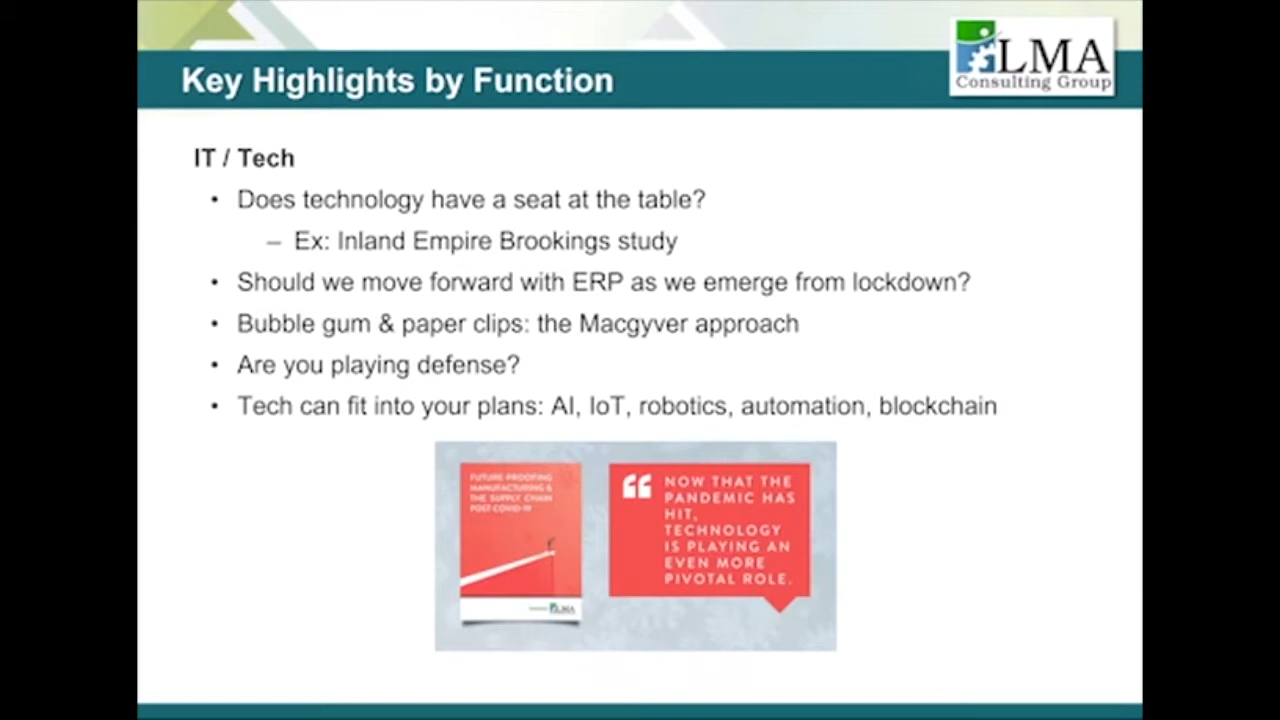 Key Highlights by Function
LMA
Consulting Group
IT / Tech
• Does technology have a seat at the table?
– Ex: Inland Empire Brookings study
• Should we move forward with ERP as we emerge from lockdown?
• Bubble gum & paper clips: the Macgyver approach
• Are you playing defense?
• Tech can fit into your plans: AI, IoT, robotics, automation, blockchain
FUTURE-PROOFING
MANUFACTURING &
THE SUPPLY CHAIN
POST COVID-19
LMA
“ NOW THAT THE
PANDEMIC HAS
HIT,
TECHNOLOGY
IS PLAYING AN
EVEN MORE
PIVOTAL ROLE.